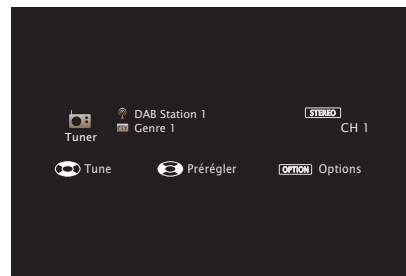 DAB Station 1
STEREO
Genre 1
CH 1
Tuner
Tune
Prérégler
OPTION Options